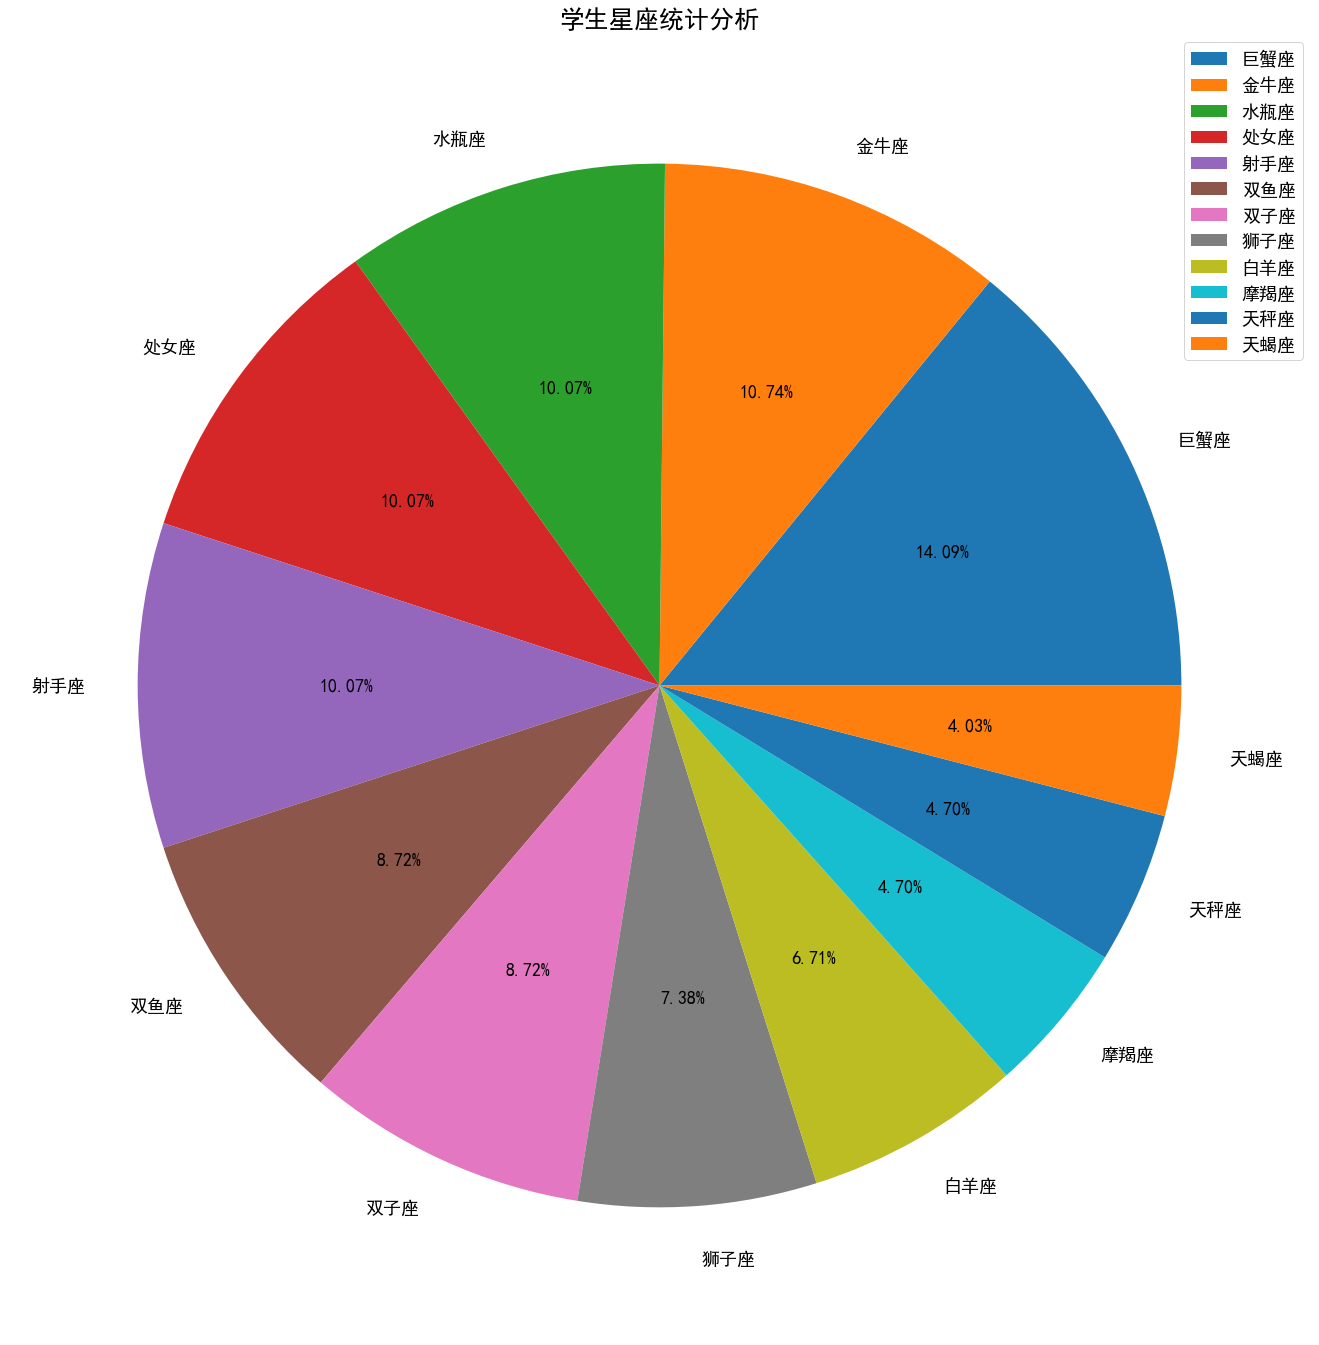 学生星座统计分析
巨蟹座
金牛座
水瓶座
处女座
射手座
双鱼座
双子座
狮子座
白羊座
摩羯座
天秤座
天蝎座
水瓶座
金牛座
处女座
10.07%
10.74%
巨蟹座
10.07%
14.09%
射手座
10.07%
4.03%
天蝎座
4.70%
8.72%
4.70%
天秤座
6.71%
8.72%
7.38%
双鱼座
摩羯座
白羊座
双子座
狮子座